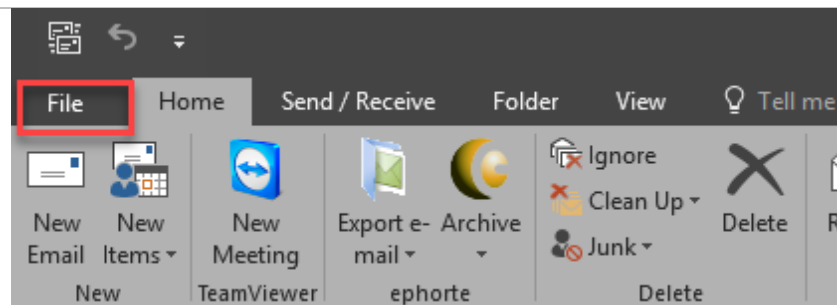 File Home Send / Receive Folder View Tell me
New Email
New Items
New Meeting
Export e-mail
Archive
Ignore
Clean Up
Junk
Delete
New TeamViewer ephorte Delete